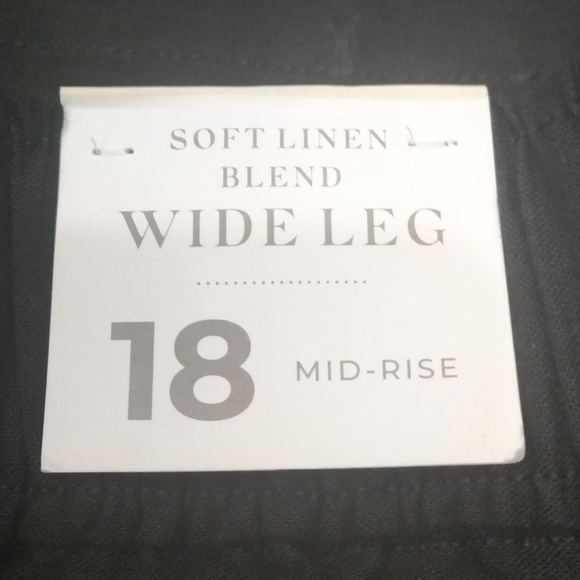 SOFT LINEN
BLEND
WIDE LEG
18 MID-RISE